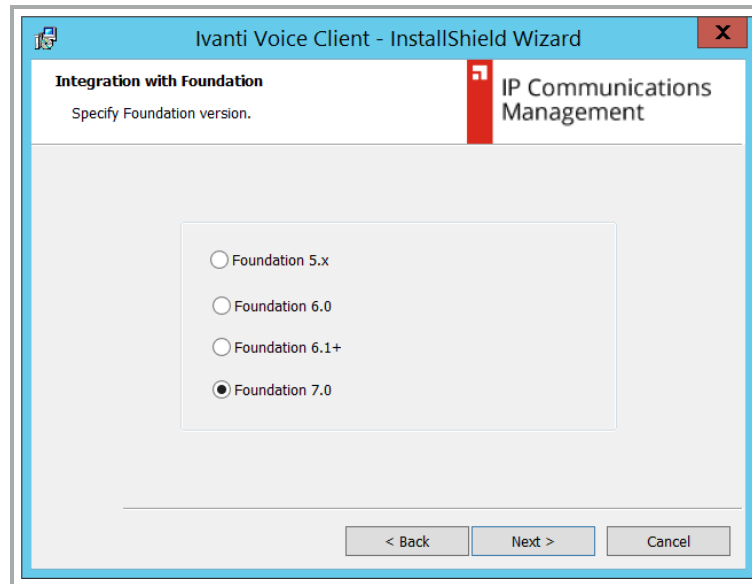 Ivanti Voice Client - InstallShield Wizard
X
Integration with Foundation
Specify Foundation version.
IP Communications
Management
Foundation 5.x
Foundation 6.0
Foundation 6.1+
Foundation 7.0
< Back
Next >
Cancel